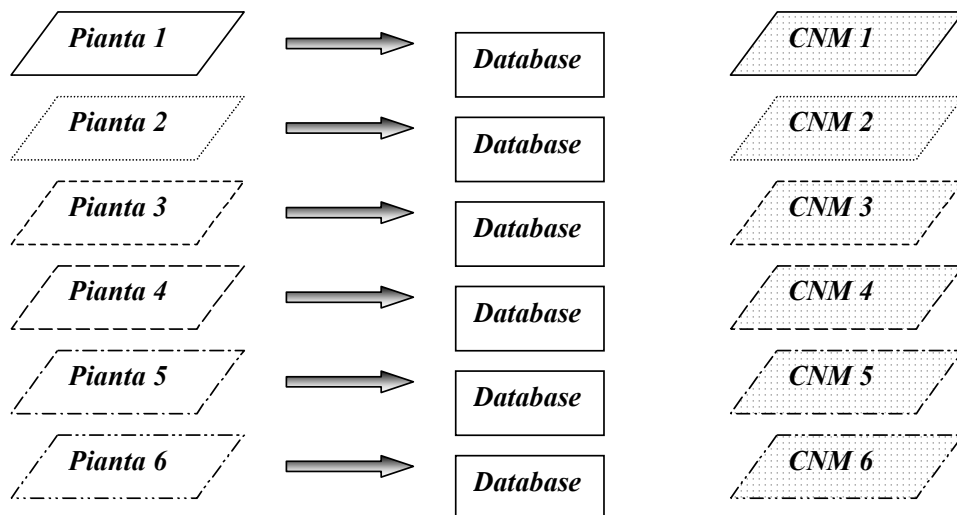 Pianta 1
Database
CNM 1
Pianta 2
Database
CNM 2
Pianta 3
Database
CNM 3
Pianta 4
Database
CNM 4
Pianta 5
Database
CNM 5
Pianta 6
Database
CNM 6